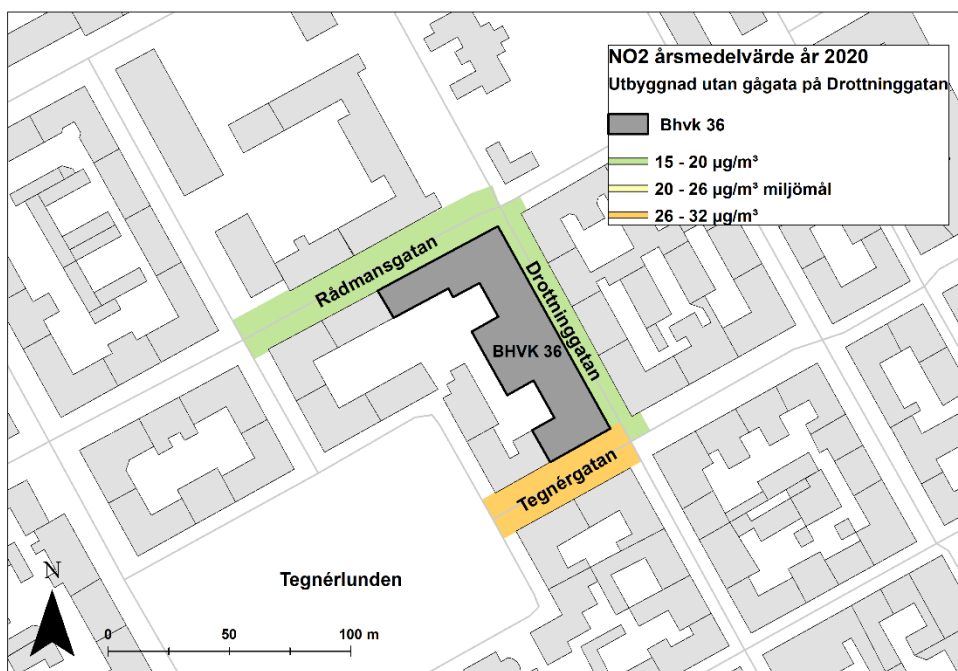 NO2 årsmedelvärde år 2020
Utbyggnad utan gågata på Drottninggatan
Bhvk 36
15 - 20 µg/m³
20 - 26 µg/m³ miljömål
26 - 32 µg/m³
Rådmansgatan
Drottninggatan
BHVK 36
Tegnérgatan
Tegnérlunden
N
0 50 100 m